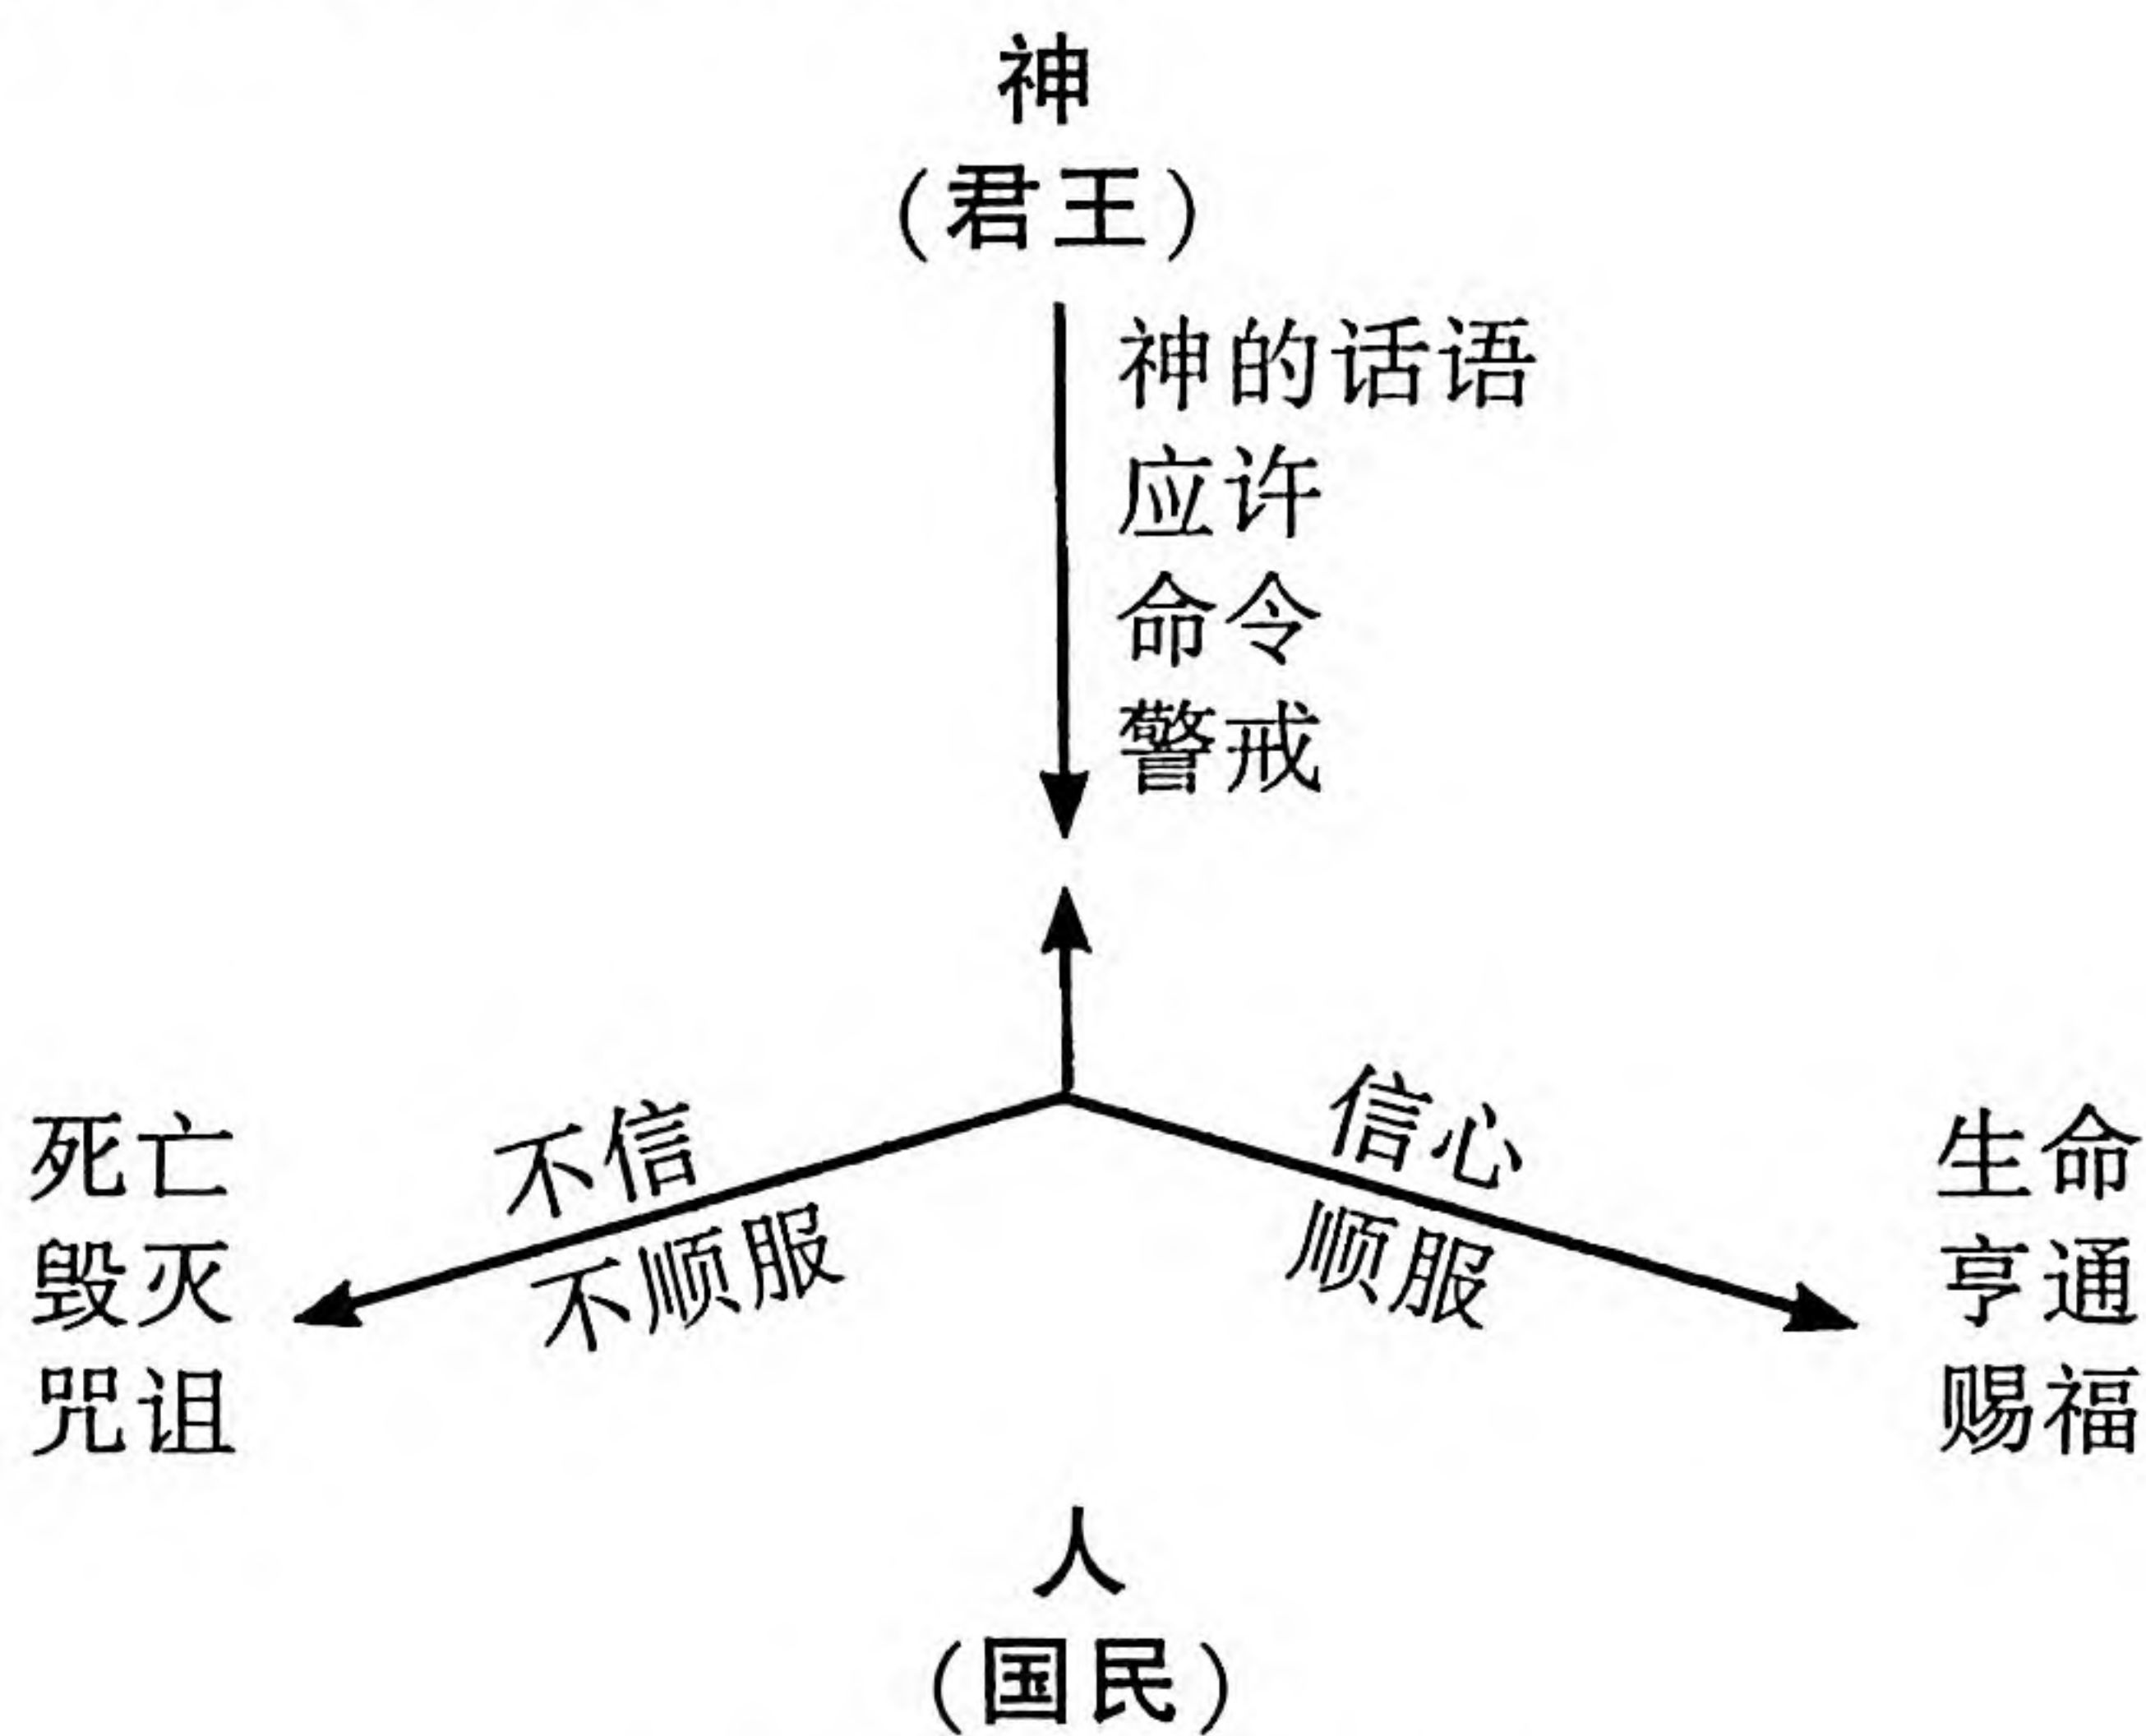 神
（君王）
神的话语
应许
命令
警戒
不信
不顺服
信心
顺服
死亡
毁灭
咒诅
生命
亨通
赐福
人
（国民）